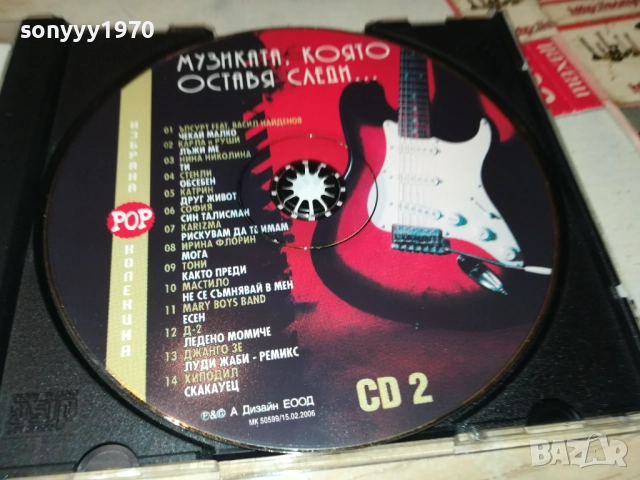 sonyyy1970
МУЗИКАТА, КОЯТО
ОСТАВЯ СЛЕДИ...
ИЗБРАНА
POP
КОЛЕКЦИЯ
01 ЪПСУРТ FEAT. ВАСИЛ НАЙДЕНОВ
ЧЕКАЙ МАЛКО
02 КАРЛА и РУШИ
ЛЪЖИ МЕ
03 НИНА НИКОЛИНА
ТИ
04 СТЕНЛИ
ОБСЕБЕН
05 КАТРИН
ДРУГ ЖИВОТ
06 СОФИЯ
СИН ТАЛИСМАН
07 KARIZMA
РИСКУВАМ ДА ТЕ ИМАМ
08 ИРИНА ФЛОРИН
МОГА
09 ТОНИ
КАКТО ПРЕДИ
10 МАСТИЛО
НЕ СЕ СЪМНЯВАЙ В МЕН
11 MARY BOYS BAND
ЕСЕН
12 Д-2
ЛЕДЕНО МОМИЧЕ
13 ДЖАНГО ЗЕ
ЛУДИ ЖАБИ - РЕМИКС
14 ХИПОДИЛ
СКАКАУЕЦ
CD 2
℗&© А Дизайн ЕООД
МК 50599/15.02.2006
BAZAR
bg